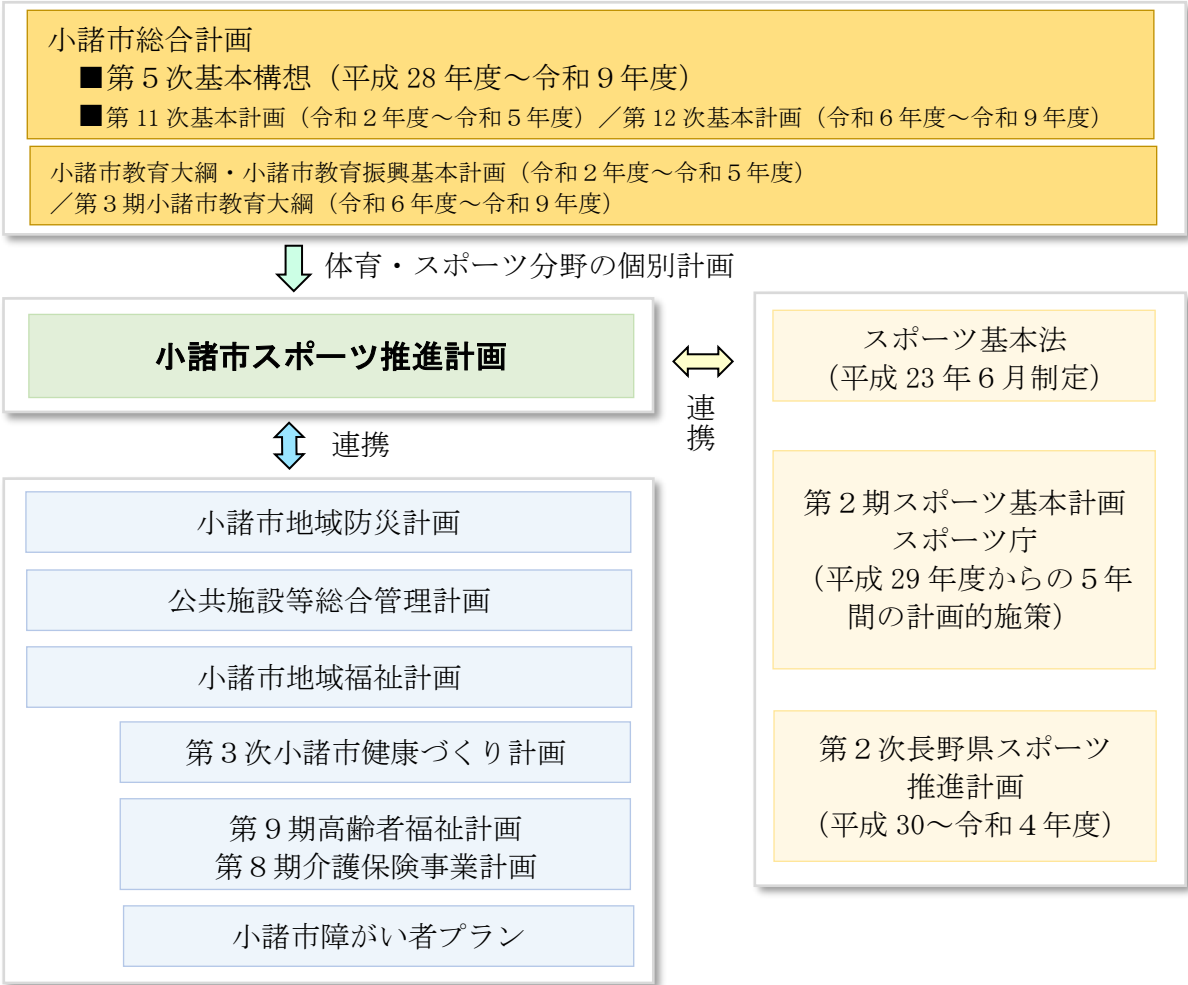 小諸市総合計画
■第５次基本構想（平成 28 年度～令和９年度）
■第 11 次基本計画（令和２年度～令和５年度）／第 12 次基本計画（令和６年度～令和９年度）
小諸市教育大綱・小諸市教育振興基本計画（令和２年度～令和５年度）
／第３期小諸市教育大綱（令和６年度～令和９年度）
体育・スポーツ分野の個別計画
小諸市スポーツ推進計画
連携
連携
小諸市地域防災計画
公共施設等総合管理計画
小諸市地域福祉計画
第３次小諸市健康づくり計画
第９期高齢者福祉計画
第８期介護保険事業計画
小諸市障がい者プラン
スポーツ基本法
（平成 23 年６月制定）
第２期スポーツ基本計画
スポーツ庁
（平成 29 年度からの５年
間の計画的施策）
第２次長野県スポーツ
推進計画
（平成 30～令和４年度）